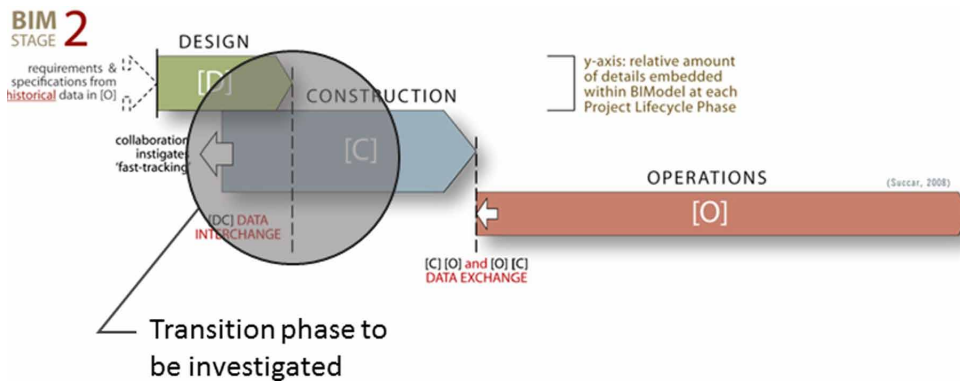 BIM
STAGE 2
DESIGN
requirements &
specifications from
historical data in [O]
[D]
y-axis: relative amount
of details embedded
within BIModel at each
Project Lifecycle Phase
CONSTRUCTION
collaboration
instigates
'fast-tracking'
[C]
OPERATIONS
(Succar, 2008)
[O]
[DC] DATA
INTERCHANGE
[C] [O] and [O] [C]
DATA EXCHANGE
Transition phase to
be investigated